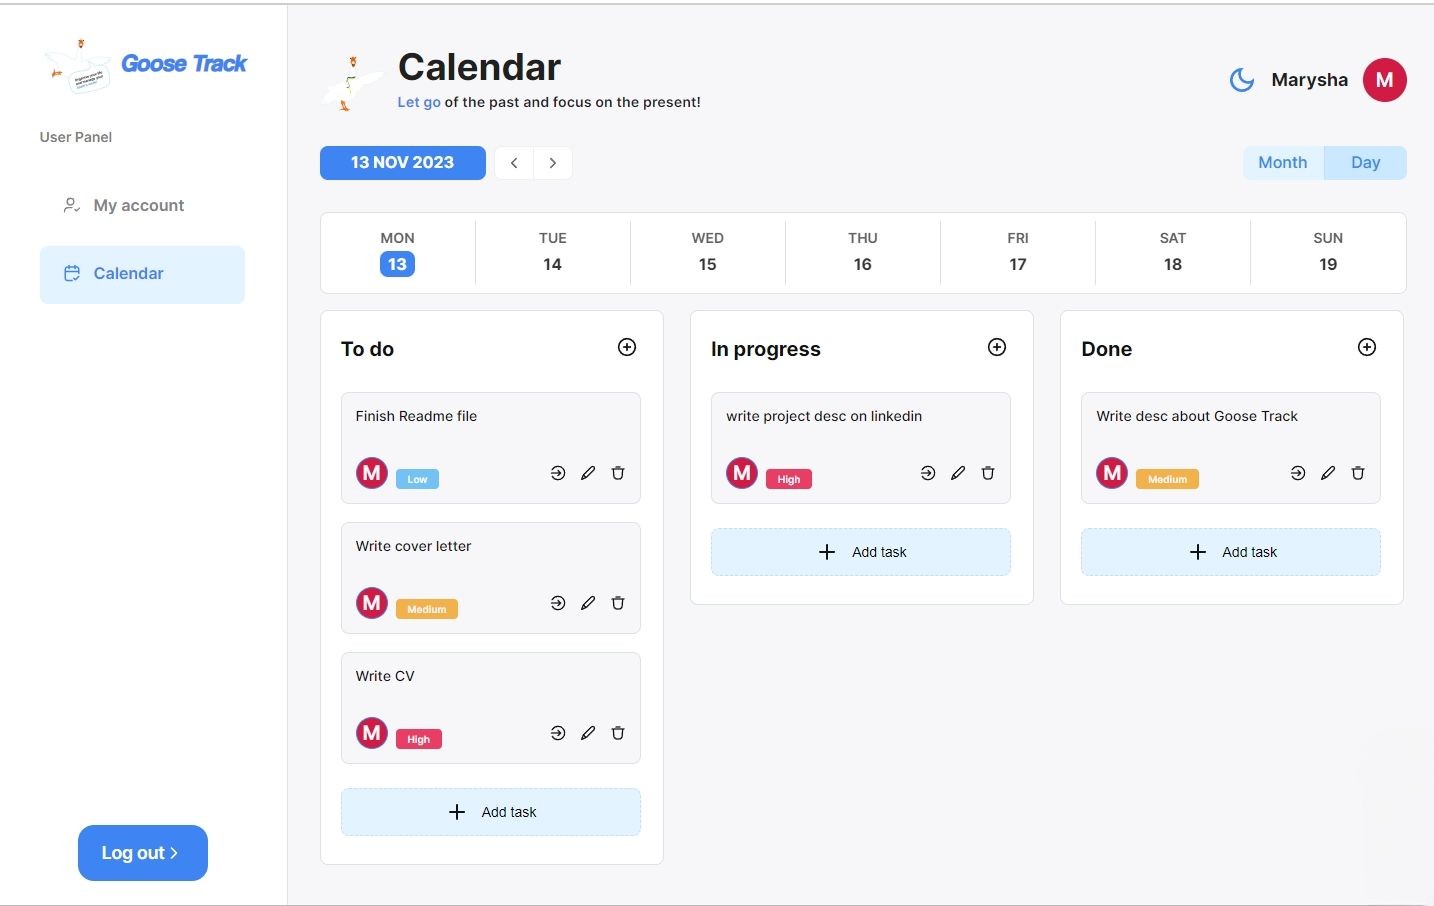 Goose Track
User Panel
My account
Calendar
Log out
Calendar
Let go of the past and focus on the present!
Marysha M
13 NOV 2023
Month Day
MON TUE WED THU FRI SAT SUN
13 14 15 16 17 18 19
To do
Finish Readme file
M Low
Write cover letter
M Medium
Write CV
M High
Add task
In progress
write project desc on linkedin
M High
Add task
Done
Write desc about Goose Track
M Medium
Add task